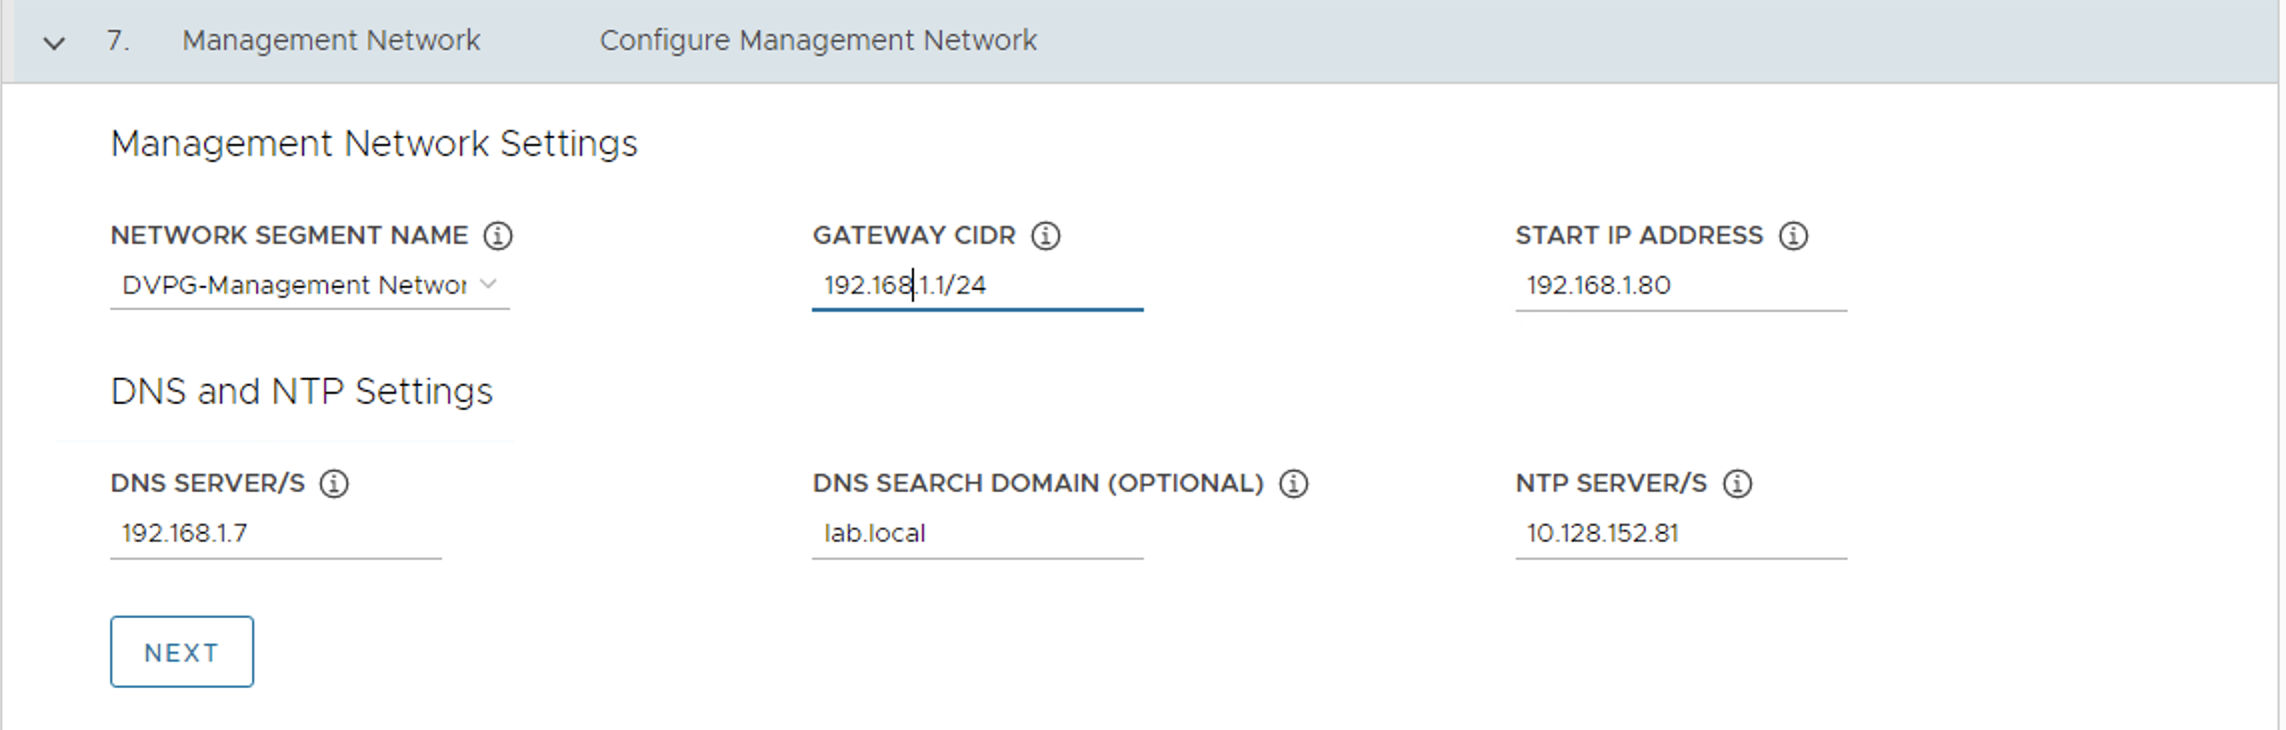 7. Management Network Configure Management Network
Management Network Settings
NETWORK SEGMENT NAME GATEWAY CIDR START IP ADDRESS
DVPG-Management Networ 192.168.1.1/24 192.168.1.80
DNS and NTP Settings
DNS SERVER/S DNS SEARCH DOMAIN (OPTIONAL) NTP SERVER/S
192.168.1.7 lab.local 10.128.152.81
NEXT